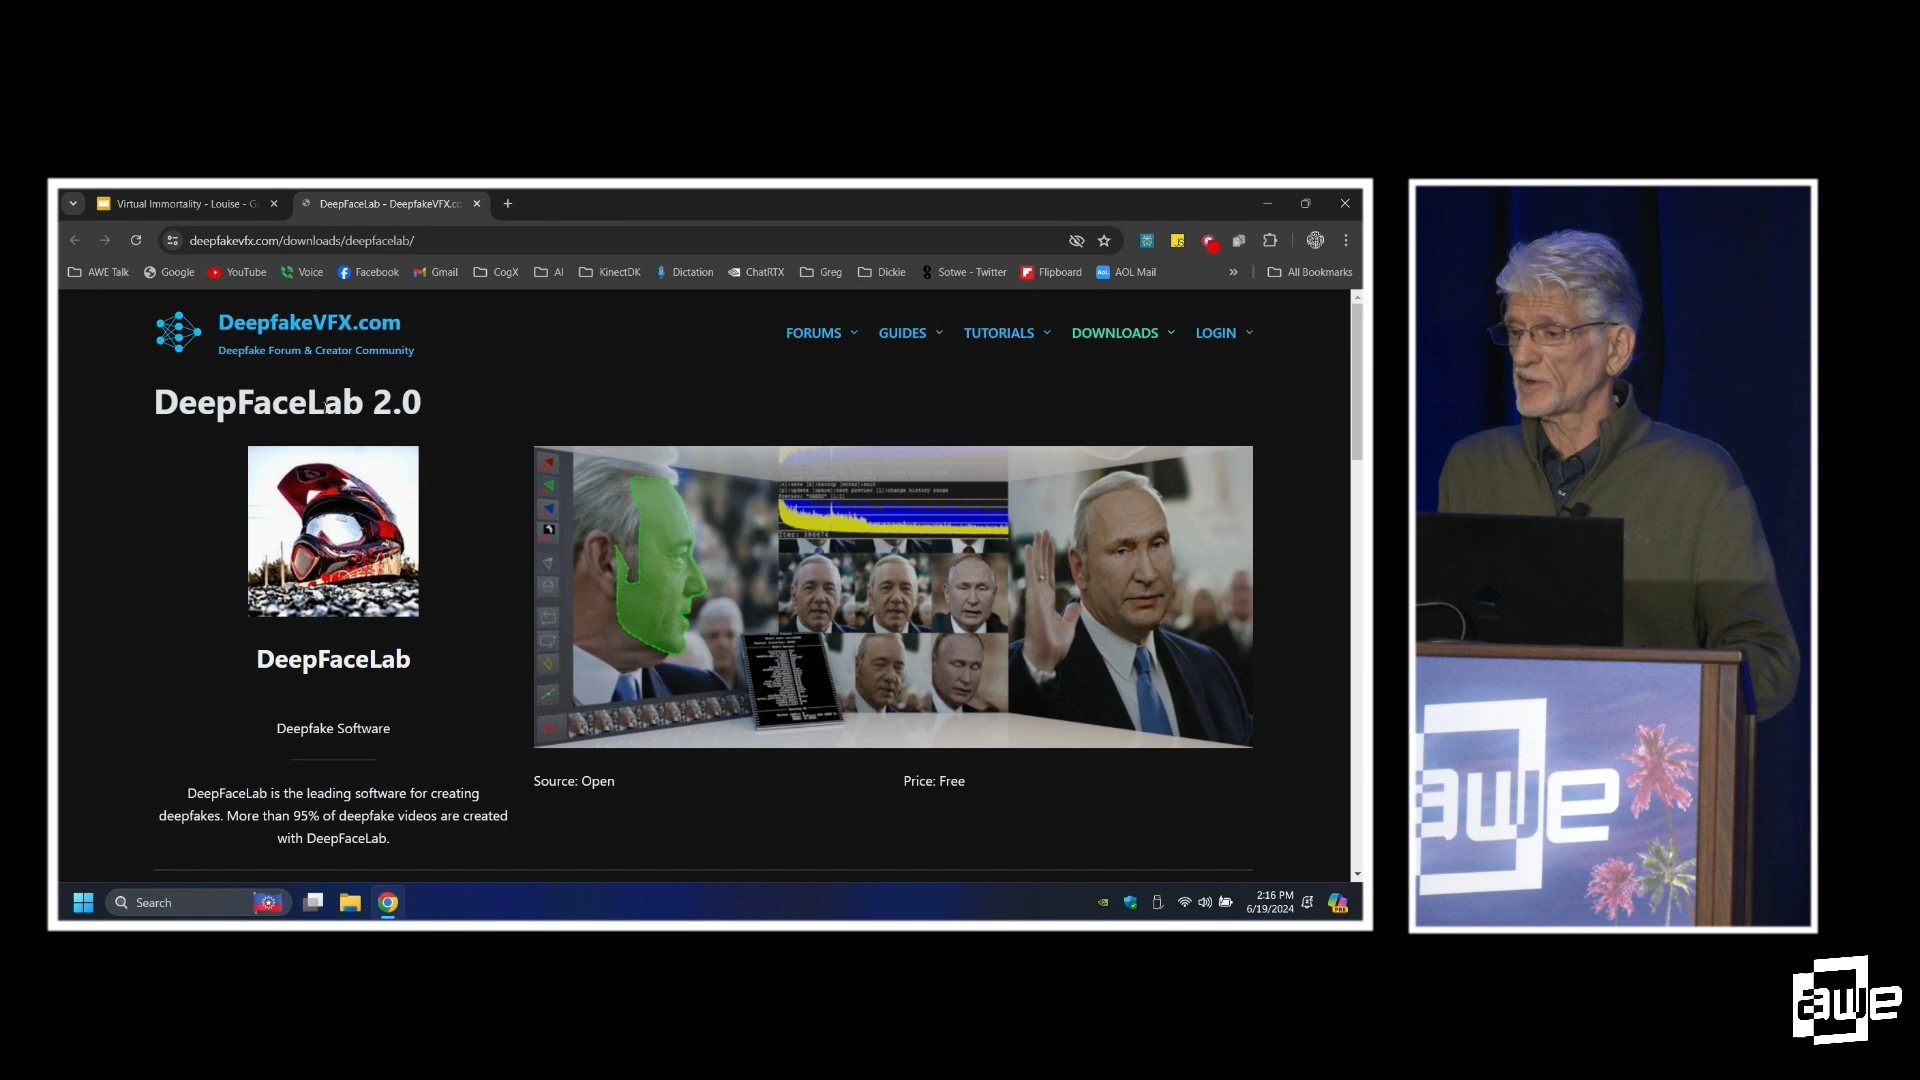 Virtual Immortality - Louise - G
DeepFaceLab - DeepfakeVFX.co
deepfakevfx.com/downloads/deepfacelab/
AWE Talk
Google
YouTube
Voice
Facebook
Gmail
CogX
AI
KinectDK
Dictation
ChatRTX
Greg
Dickie
Sotwe - Twitter
Flipboard
AOL Mail
All Bookmarks
DeepfakeVFX.com
Deepfake Forum & Creator Community
FORUMS
GUIDES
TUTORIALS
DOWNLOADS
LOGIN
DeepFaceLab 2.0
DeepFaceLab
Deepfake Software
DeepFaceLab is the leading software for creating
deepfakes. More than 95% of deepfake videos are created
with DeepFaceLab.
Source: Open
Price: Free
Search
2:16 PM
6/19/2024
awe
awe